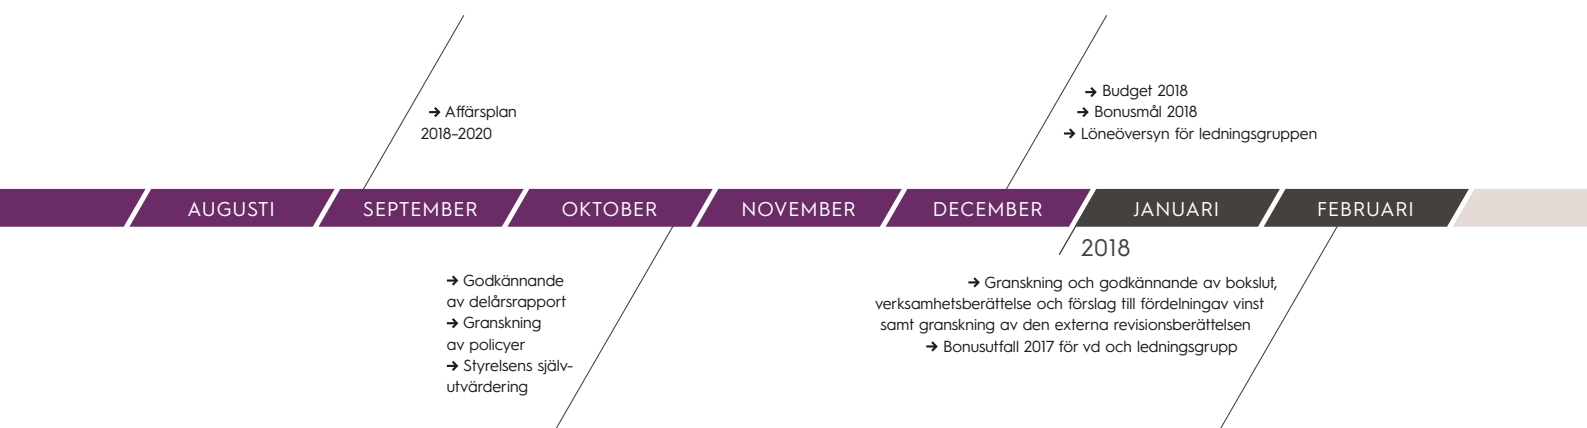 → Affärsplan
2018–2020
→ Budget 2018
→ Bonusmål 2018
→ Löneöversyn för ledningsgruppen
AUGUSTI
SEPTEMBER
OKTOBER
NOVEMBER
DECEMBER
JANUARI
FEBRUARI
2018
→ Godkännande
av delårsrapport
→ Granskning
av policyer
→ Styrelsens själv-
utvärdering
→ Granskning och godkännande av bokslut,
verksamhetsberättelse och förslag till fördelningav vinst
samt granskning av den externa revisionsberättelsen
→ Bonusutfall 2017 för vd och ledningsgrupp